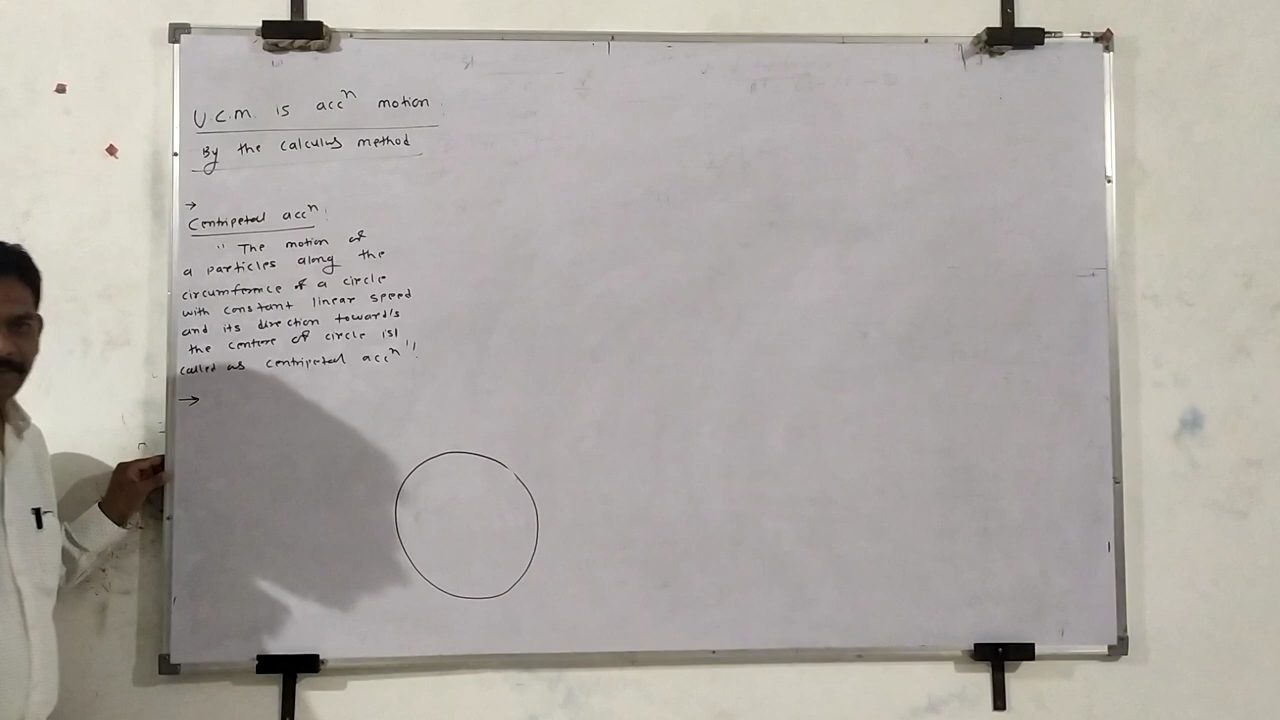 U.C.M. is accⁿ motion
By the calculus method
→
Centripetal accⁿ:
" The motion of
a particles along the
circumference of a circle
with constant linear speed
and its direction toward's
the centre of circle is
called as centripetal accⁿ".
→